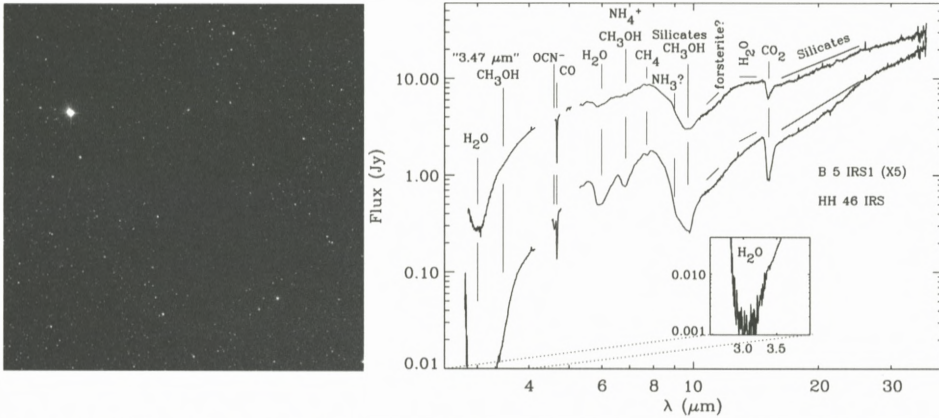 NH₄⁺
CH₃OH
Silicates
CH₃OH
"3.47 μm"
CH₃OH
OCN⁻
CO
H₂O
CH₄
NH₃?
forsterite?
H₂O
CO₂
Silicates
H₂O
10.00
1.00
0.10
0.01
Flux (Jy)
B 5 IRS1 (X5)
HH 46 IRS
H₂O
0.010
0.001
3.0 3.5
4 6 8 10 20 30
λ (μm)